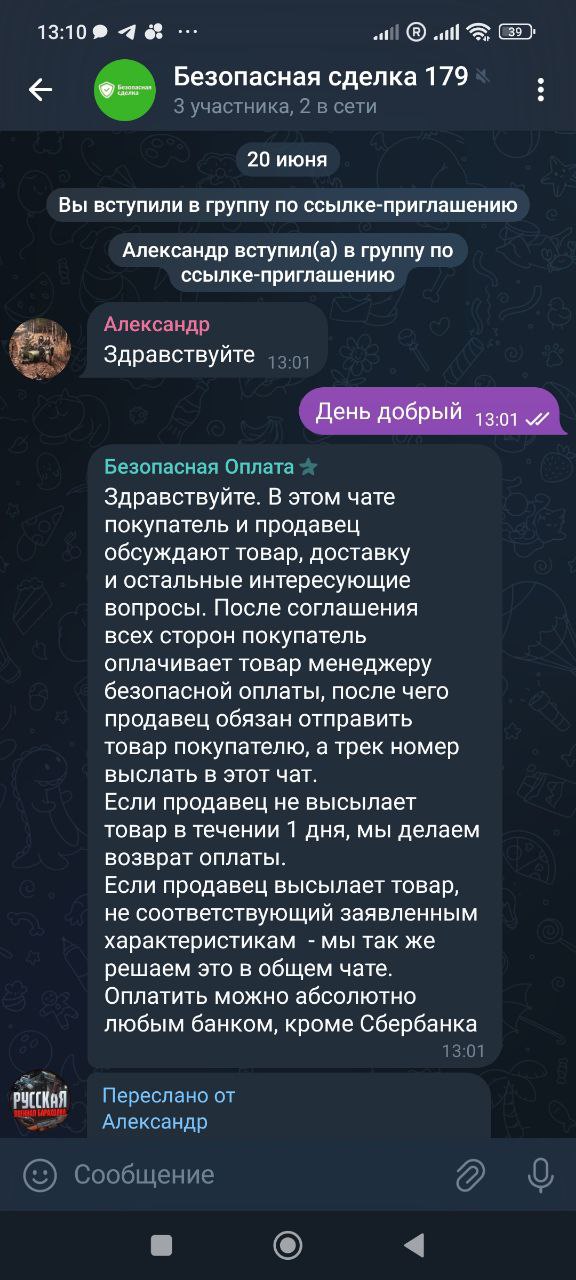 13:10
R
39
Безопасная сделка
Безопасная сделка 179
3 участника, 2 в сети
20 июня
Вы вступили в группу по ссылке-приглашению
Александр вступил(а) в группу по
ссылке-приглашению
Александр
Здравствуйте 13:01
День добрый 13:01
Безопасная Оплата
Здравствуйте. В этом чате
покупатель и продавец
обсуждают товар, доставку
и остальные интересующие
вопросы. После соглашения
всех сторон покупатель
оплачивает товар менеджеру
безопасной оплаты, после чего
продавец обязан отправить
товар покупателю, а трек номер
выслать в этот чат.
Если продавец не высылает
товар в течении 1 дня, мы делаем
возврат оплаты.
Если продавец высылает товар,
не соответствующий заявленным
характеристикам - мы так же
решаем это в общем чате.
Оплатить можно абсолютно
любым банком, кроме Сбербанка
13:01
РУССКАЯ
ВОЕННАЯ БАРАХОЛКА
Переслано от
Александр
Сообщение